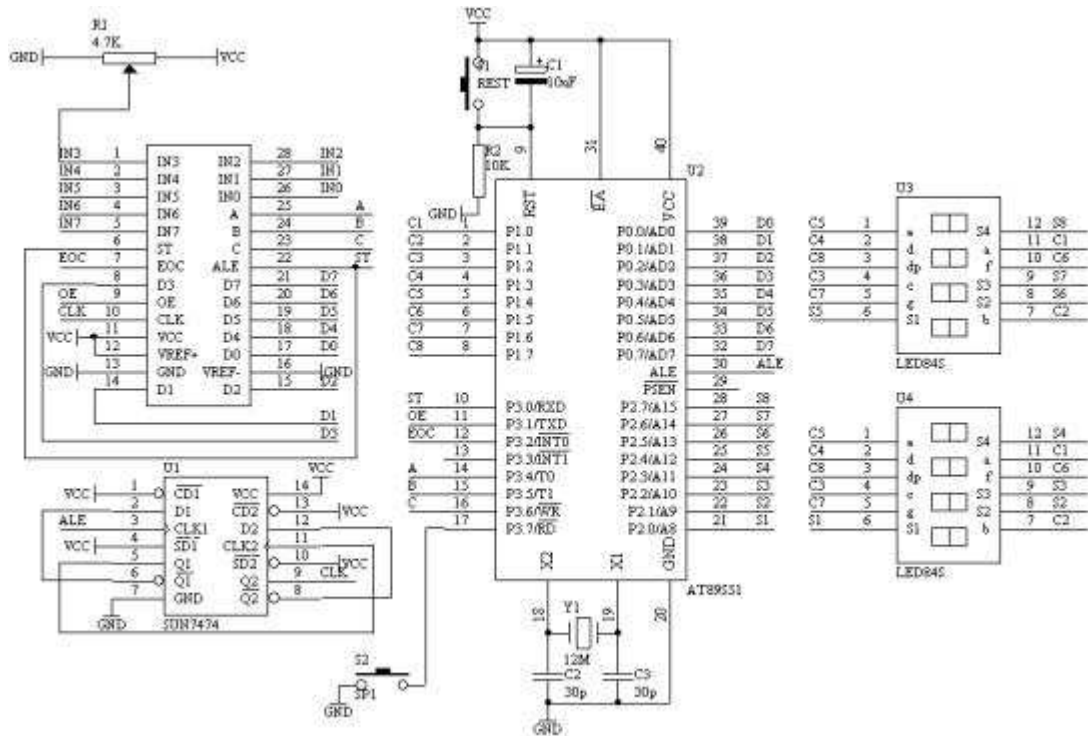 R1
4.7K
GND
VCC
IN3 1 IN3 IN2 28 IN2
IN4 2 IN4 IN1 27 IN1
IN5 3 IN5 IN0 26 IN0
IN6 4 IN6 A 25 A
IN7 5 IN7 B 24 B
6 ST C 23 C
EOC 7 EOC ALE 22 ST
8 D3 D7 21 D7
OE 9 OE D6 20 D6
CLK 10 CLK D5 19 D5
VCC 11 VCC D4 18 D4
12 VREF+ D0 17 D0
GND 13 GND VREF- 16 GND
14 D1 D2 15 D2
D1
D3
U1
VCC
VCC 1 CD1 VCC 14
2 D1 CD2 13 VCC
ALE 3 CLK1 D2 12
VCC 4 SD1 CLK2 11
5 Q1 SD2 10 VCC
6 Q1 Q2 9 CLK
7 GND Q2 8
GND
SUN7474
VCC
REST
C1
10uF
R2
10K
GND
9 31 40
U2
RST EA VCC
C1 1 P1.0 P0.0/AD0 39 D0
C2 2 P1.1 P0.1/AD1 38 D1
C3 3 P1.2 P0.2/AD2 37 D2
C4 4 P1.3 P0.3/AD3 36 D3
C5 5 P1.4 P0.4/AD4 35 D4
C6 6 P1.5 P0.5/AD5 34 D5
C7 7 P1.6 P0.6/AD6 33 D6
C8 8 P1.7 P0.7/AD7 32 D7
ALE 30 ALE
PSEN 29
ST 10 P3.0/RXD P2.7/A15 28 S8
OE 11 P3.1/TXD P2.6/A14 27 S7
EOC 12 P3.2/INT0 P2.5/A13 26 S6
13 P3.3/INT1 P2.4/A12 25 S5
A 14 P3.4/T0 P2.3/A11 24 S4
B 15 P3.5/T1 P2.2/A10 23 S3
C 16 P3.6/WR P2.1/A9 22 S2
17 P3.7/RD P2.0/A8 21 S1
X2 X1 GND
AT89S51
18 19 20
Y1
12M
C2
30p
C3
30p
GND
S2
SP1
GND
U3
C5 1 e S4 12 S8
C4 2 d a 11 C1
C8 3 dp f 10 C6
C3 4 c S3 9 S7
C7 5 g S2 8 S6
S5 6 S1 b 7 C2
LED84S
U4
C5 1 e S4 12 S4
C4 2 d a 11 C1
C8 3 dp f 10 C6
C3 4 c S3 9 S3
C7 5 g S2 8 S2
S1 6 S1 b 7 C2
LED84S